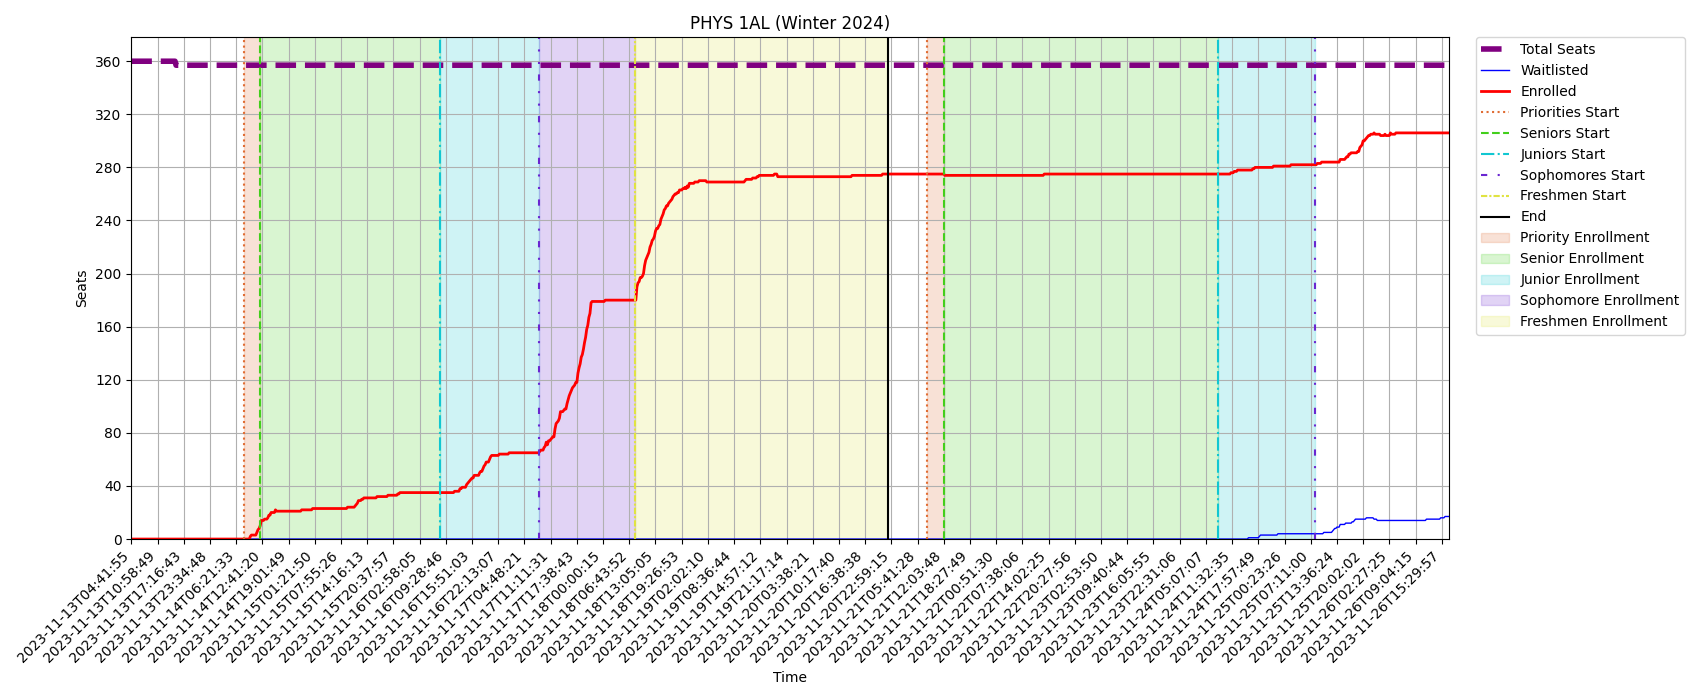 PHYS 1AL (Winter 2024)
Seats
360
320
280
240
200
160
120
80
40
0
2023-11-13T04:41:55
2023-11-13T10:58:49
2023-11-13T17:16:43
2023-11-13T23:34:48
2023-11-14T06:21:33
2023-11-14T12:41:20
2023-11-14T19:01:49
2023-11-15T01:21:50
2023-11-15T07:55:26
2023-11-15T14:16:13
2023-11-15T20:37:57
2023-11-16T02:58:05
2023-11-16T09:28:46
2023-11-16T15:51:03
2023-11-16T22:13:07
2023-11-17T04:48:21
2023-11-17T11:11:31
2023-11-17T17:38:43
2023-11-18T00:00:15
2023-11-18T06:43:52
2023-11-18T13:05:05
2023-11-18T19:26:53
2023-11-19T02:02:10
2023-11-19T08:36:44
2023-11-19T14:57:12
2023-11-19T21:17:14
2023-11-20T03:38:21
2023-11-20T10:17:40
2023-11-20T16:38:39
2023-11-20T22:59:15
2023-11-21T05:41:28
2023-11-21T12:03:48
2023-11-21T18:27:49
2023-11-22T00:51:30
2023-11-22T07:38:06
2023-11-22T14:02:25
2023-11-22T20:27:56
2023-11-23T02:53:50
2023-11-23T09:40:44
2023-11-23T16:05:55
2023-11-23T22:31:06
2023-11-24T05:07:07
2023-11-24T11:32:35
2023-11-24T17:57:49
2023-11-25T00:23:26
2023-11-25T07:11:00
2023-11-25T13:36:24
2023-11-25T20:02:02
2023-11-26T02:27:25
2023-11-26T09:04:15
2023-11-26T15:29:57
Time
Total Seats
Waitlisted
Enrolled
Priorities Start
Seniors Start
Juniors Start
Sophomores Start
Freshmen Start
End
Priority Enrollment
Senior Enrollment
Junior Enrollment
Sophomore Enrollment
Freshmen Enrollment